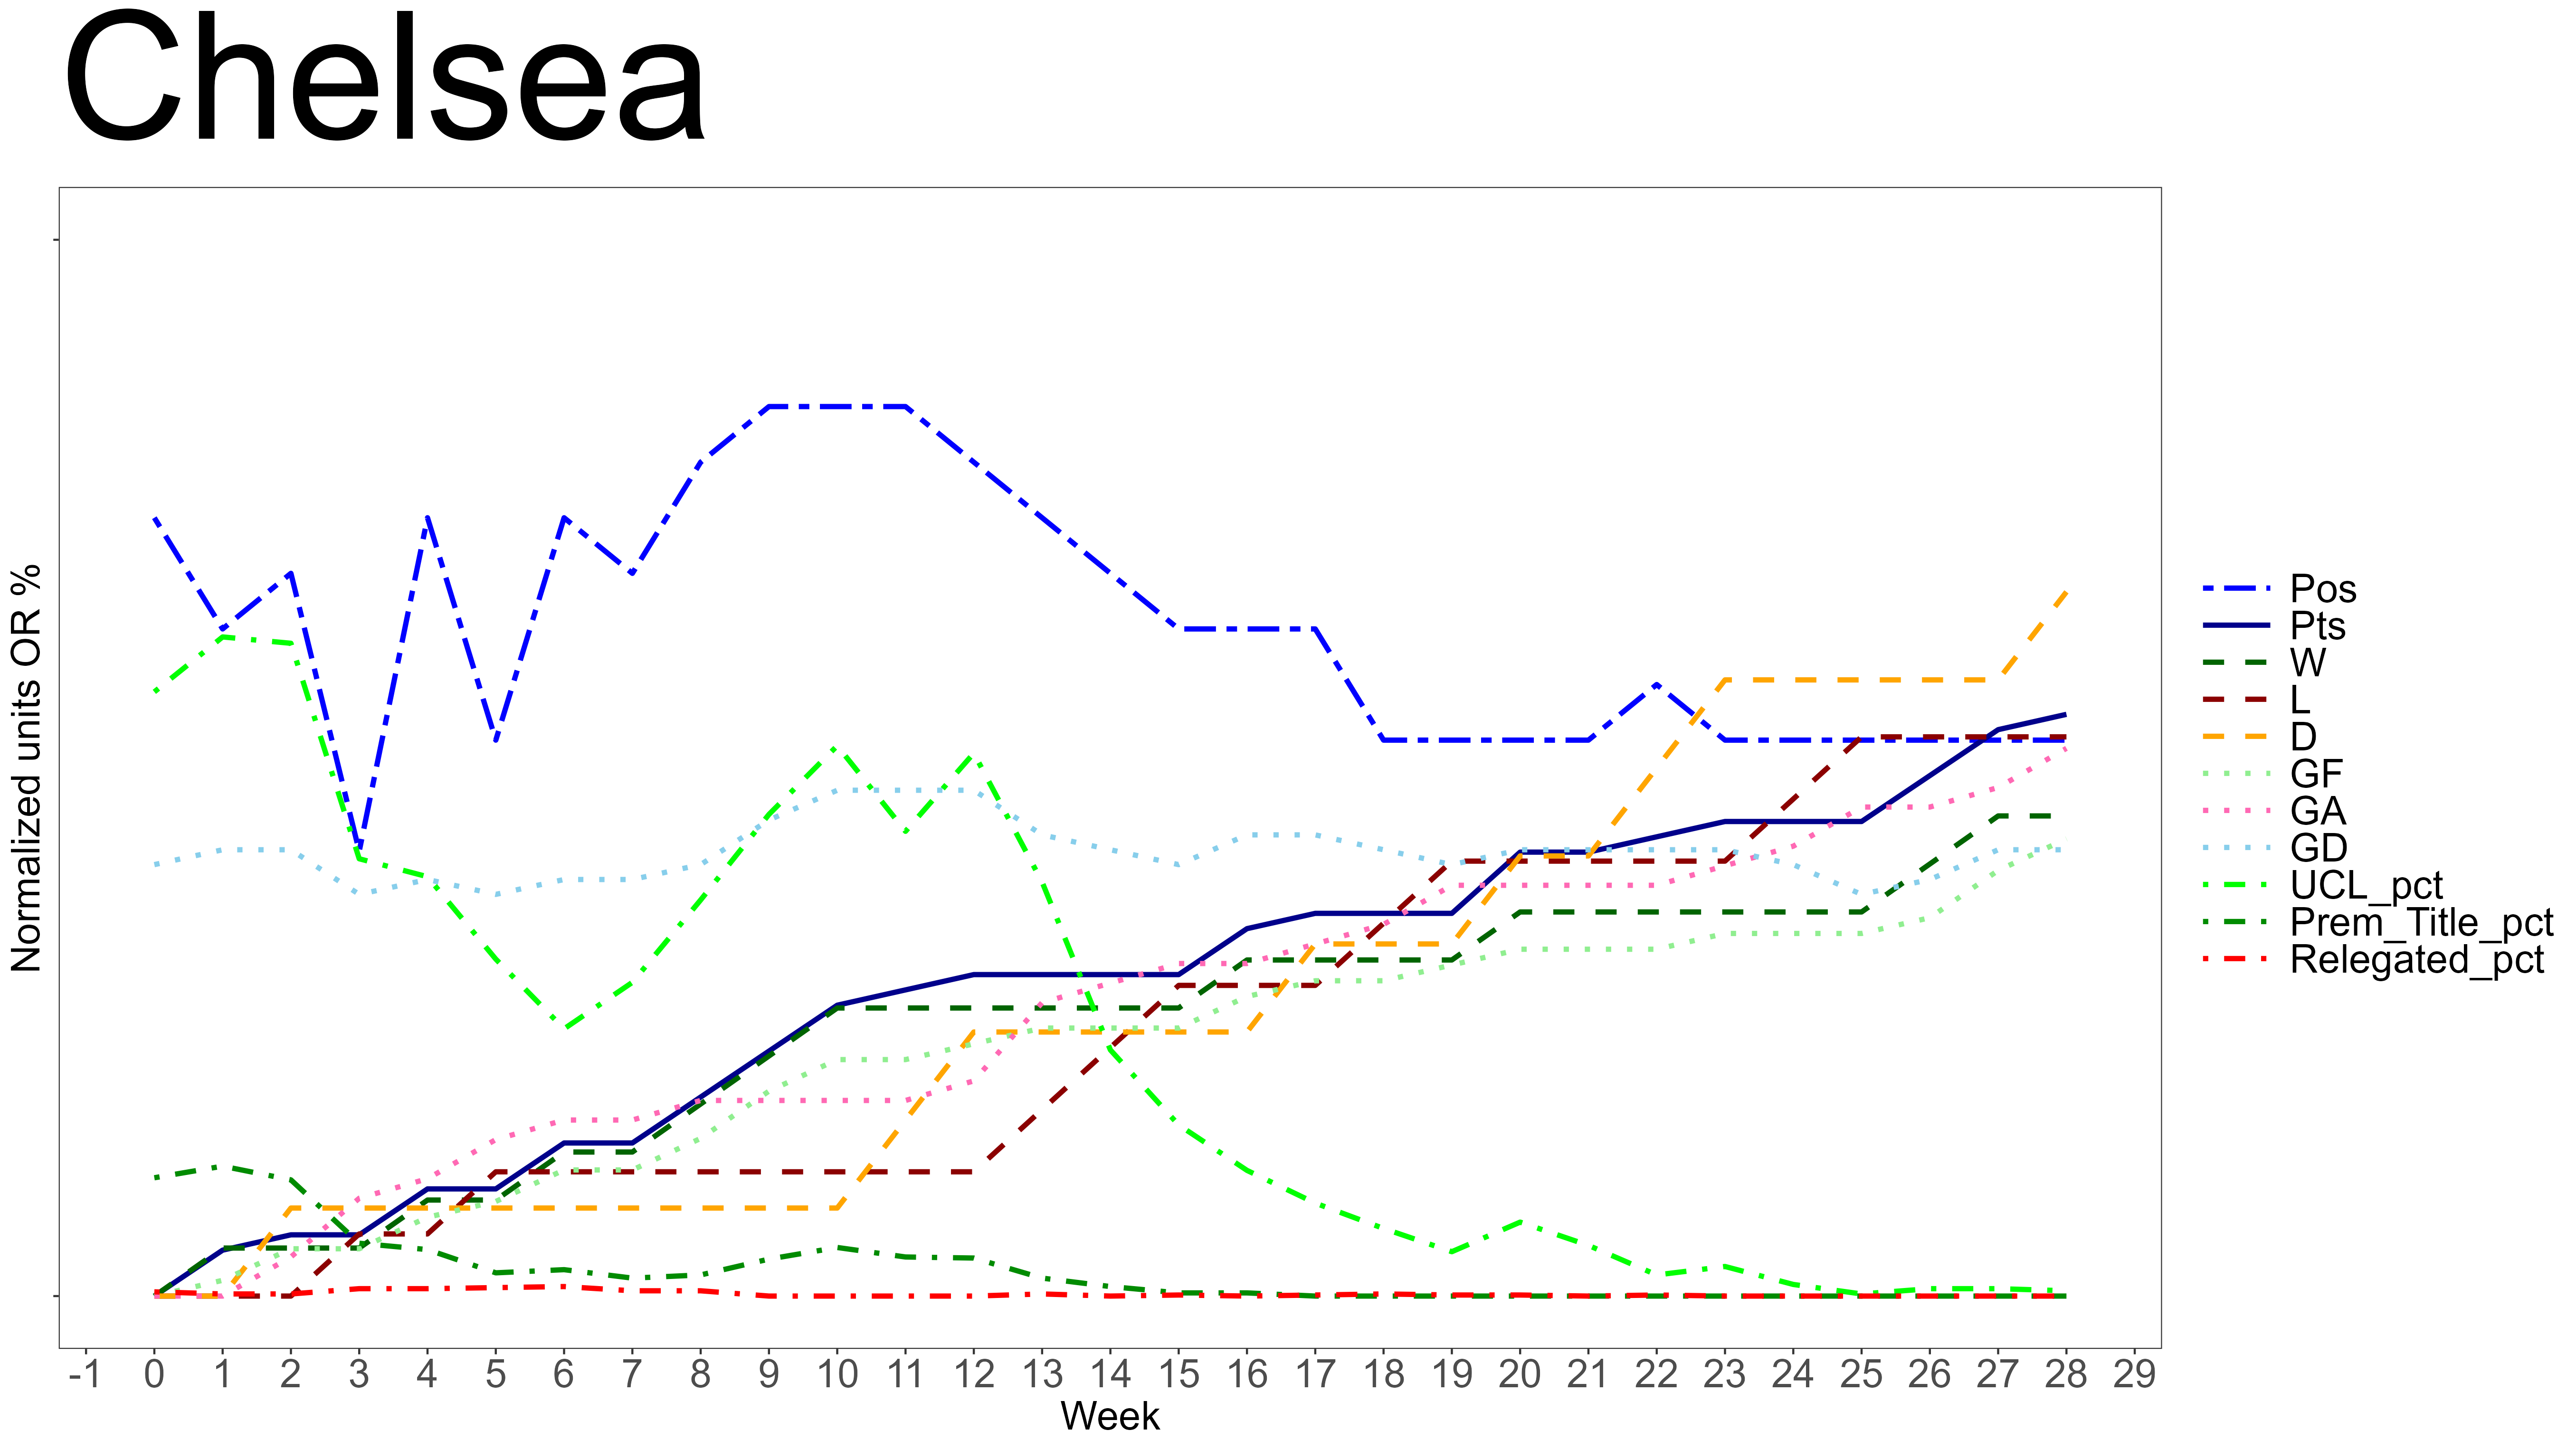 Chelsea
Normalized units OR %
Pos
Pts
W
L
D
GF
GA
GD
UCL_pct
Prem_Title_pct
Relegated_pct
-1 0 1 2 3 4 5 6 7 8 9 10 11 12 13 14 15 16 17 18 19 20 21 22 23 24 25 26 27 28 29
Week